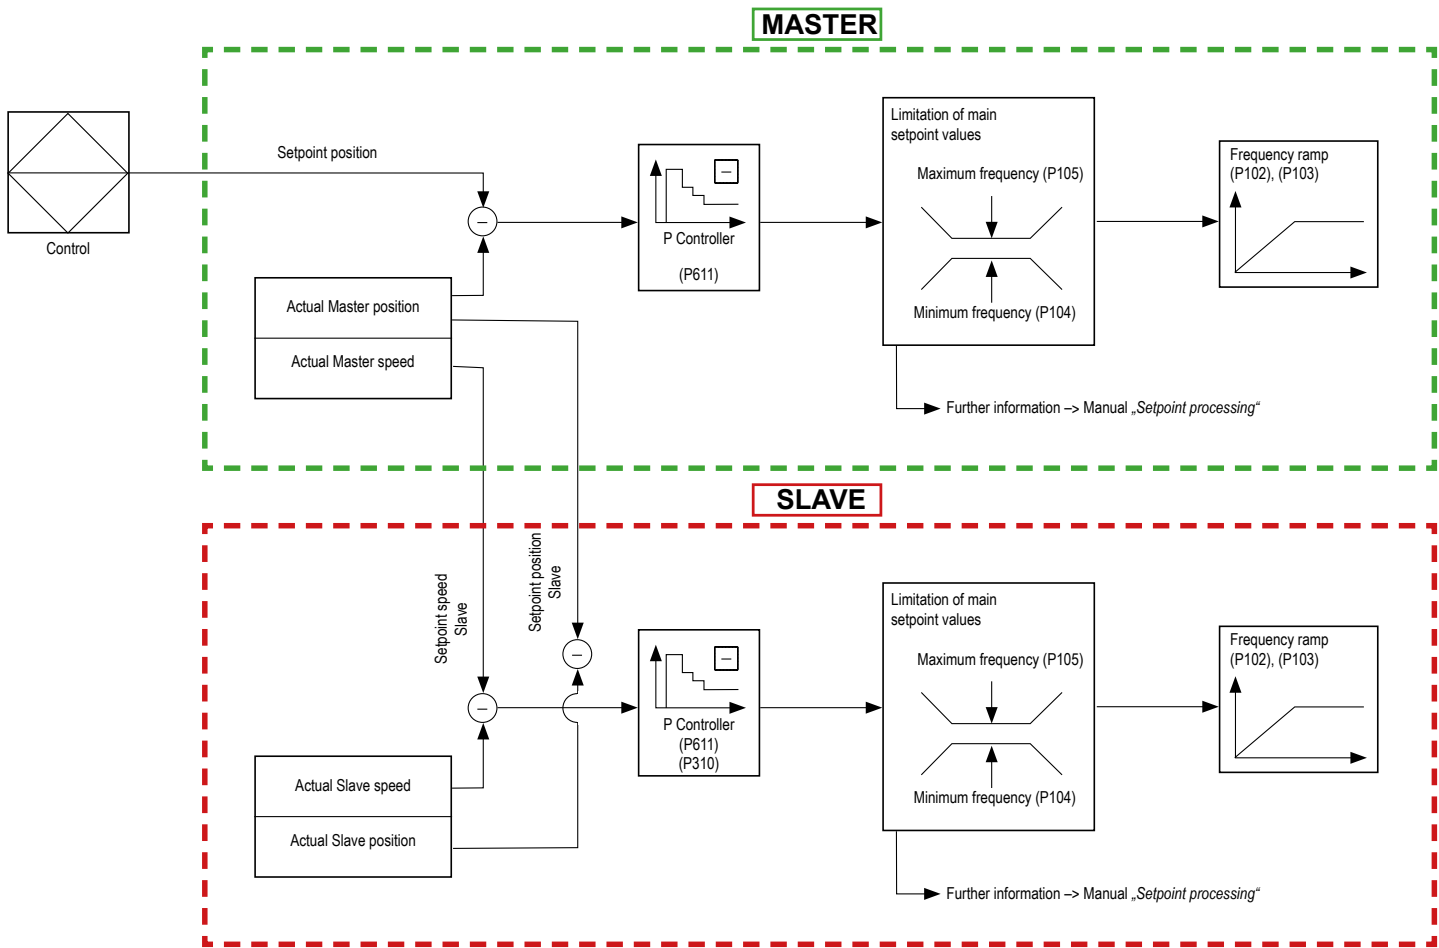 MASTER
Setpoint position
Control
Actual Master position
Actual Master speed
P Controller
(P611)
Limitation of main
setpoint values
Maximum frequency (P105)
Minimum frequency (P104)
Frequency ramp
(P102), (P103)
Further information –> Manual „Setpoint processing“
SLAVE
Setpoint speed
Slave
Setpoint position
Slave
Actual Slave speed
Actual Slave position
P Controller
(P611)
(P310)
Limitation of main
setpoint values
Maximum frequency (P105)
Minimum frequency (P104)
Frequency ramp
(P102), (P103)
Further information –> Manual „Setpoint processing“